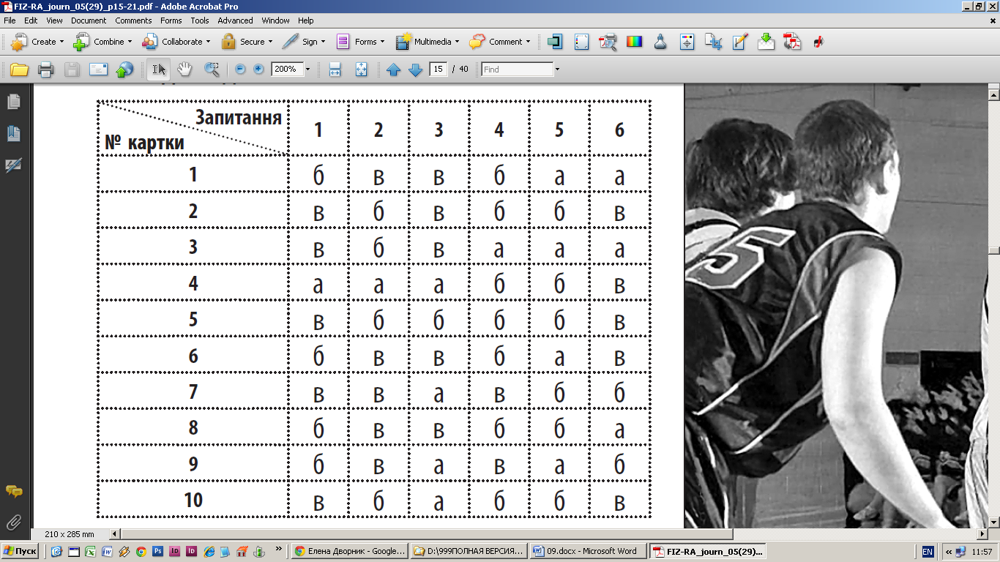 FIZ-RA_journ_05(29)_p15-21.pdf - Adobe Acrobat Pro
File Edit View Document Comments Forms Tools Advanced Window Help
Create Combine Collaborate Secure Sign Forms Multimedia Comment
200% 15 / 40 Find
Запитання 1 2 3 4 5 6
№ картки
1 б в в б а а
2 в б в б б в
3 в б в а а а
4 а а а б б в
5 в б б б б в
6 б в в б а в
7 в в а в б б
8 б в в б б а
9 б в а в а б
10 в б а б б в
5
210 x 285 mm
Пуск Елена Дворник - Google... D:\999ПОЛНАЯ ВЕРСИЯ... 09.docx - Microsoft Word FIZ-RA_journ_05(29)_... EN 11:57